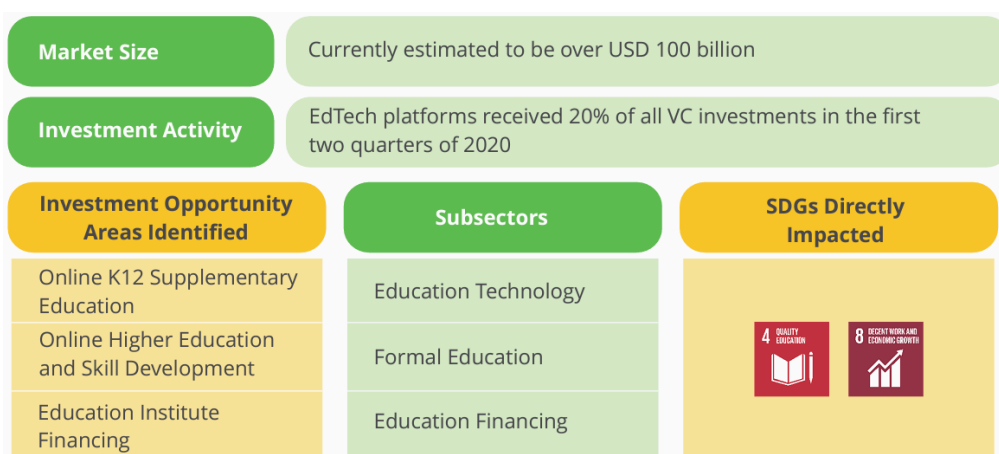 Market Size
Currently estimated to be over USD 100 billion
Investment Activity
EdTech platforms received 20% of all VC investments in the first
two quarters of 2020
Investment Opportunity
Areas Identified
Subsectors
SDGs Directly
Impacted
Online K12 Supplementary
Education
Education Technology
Online Higher Education
and Skill Development
Formal Education
Education Institute
Financing
Education Financing
4 QUALITY
EDUCATION
8 DECENT WORK AND
ECONOMIC GROWTH